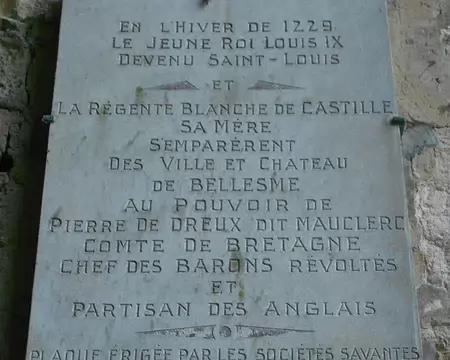 EN L'HIVER DE 1229
LE JEUNE ROI LOUIS IX
DEVENU SAINT-LOUIS
ET
LA RÉGENTE BLANCHE DE CASTILLE
SA MÈRE
S'EMPARÈRENT
DES VILLE ET CHATEAU
DE BELLESME
AU POUVOIR DE
PIERRE DE DREUX DIT MAUCLERC
COMTE DE BRETAGNE
CHEF DES BARONS RÉVOLTÉS
ET
PARTISAN DES ANGLAIS
PLAQUE ÉRIGÉE PAR LES SOCIÉTÉS SAVANTES